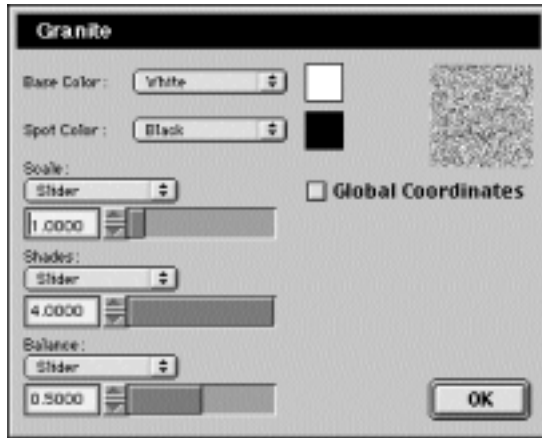 Granite
Base Color: White
Spot Color: Black
Scale:
Slider
Global Coordinates
1.0000
Shades:
Slider
4.0000
Balance:
Slider
0.5000
OK